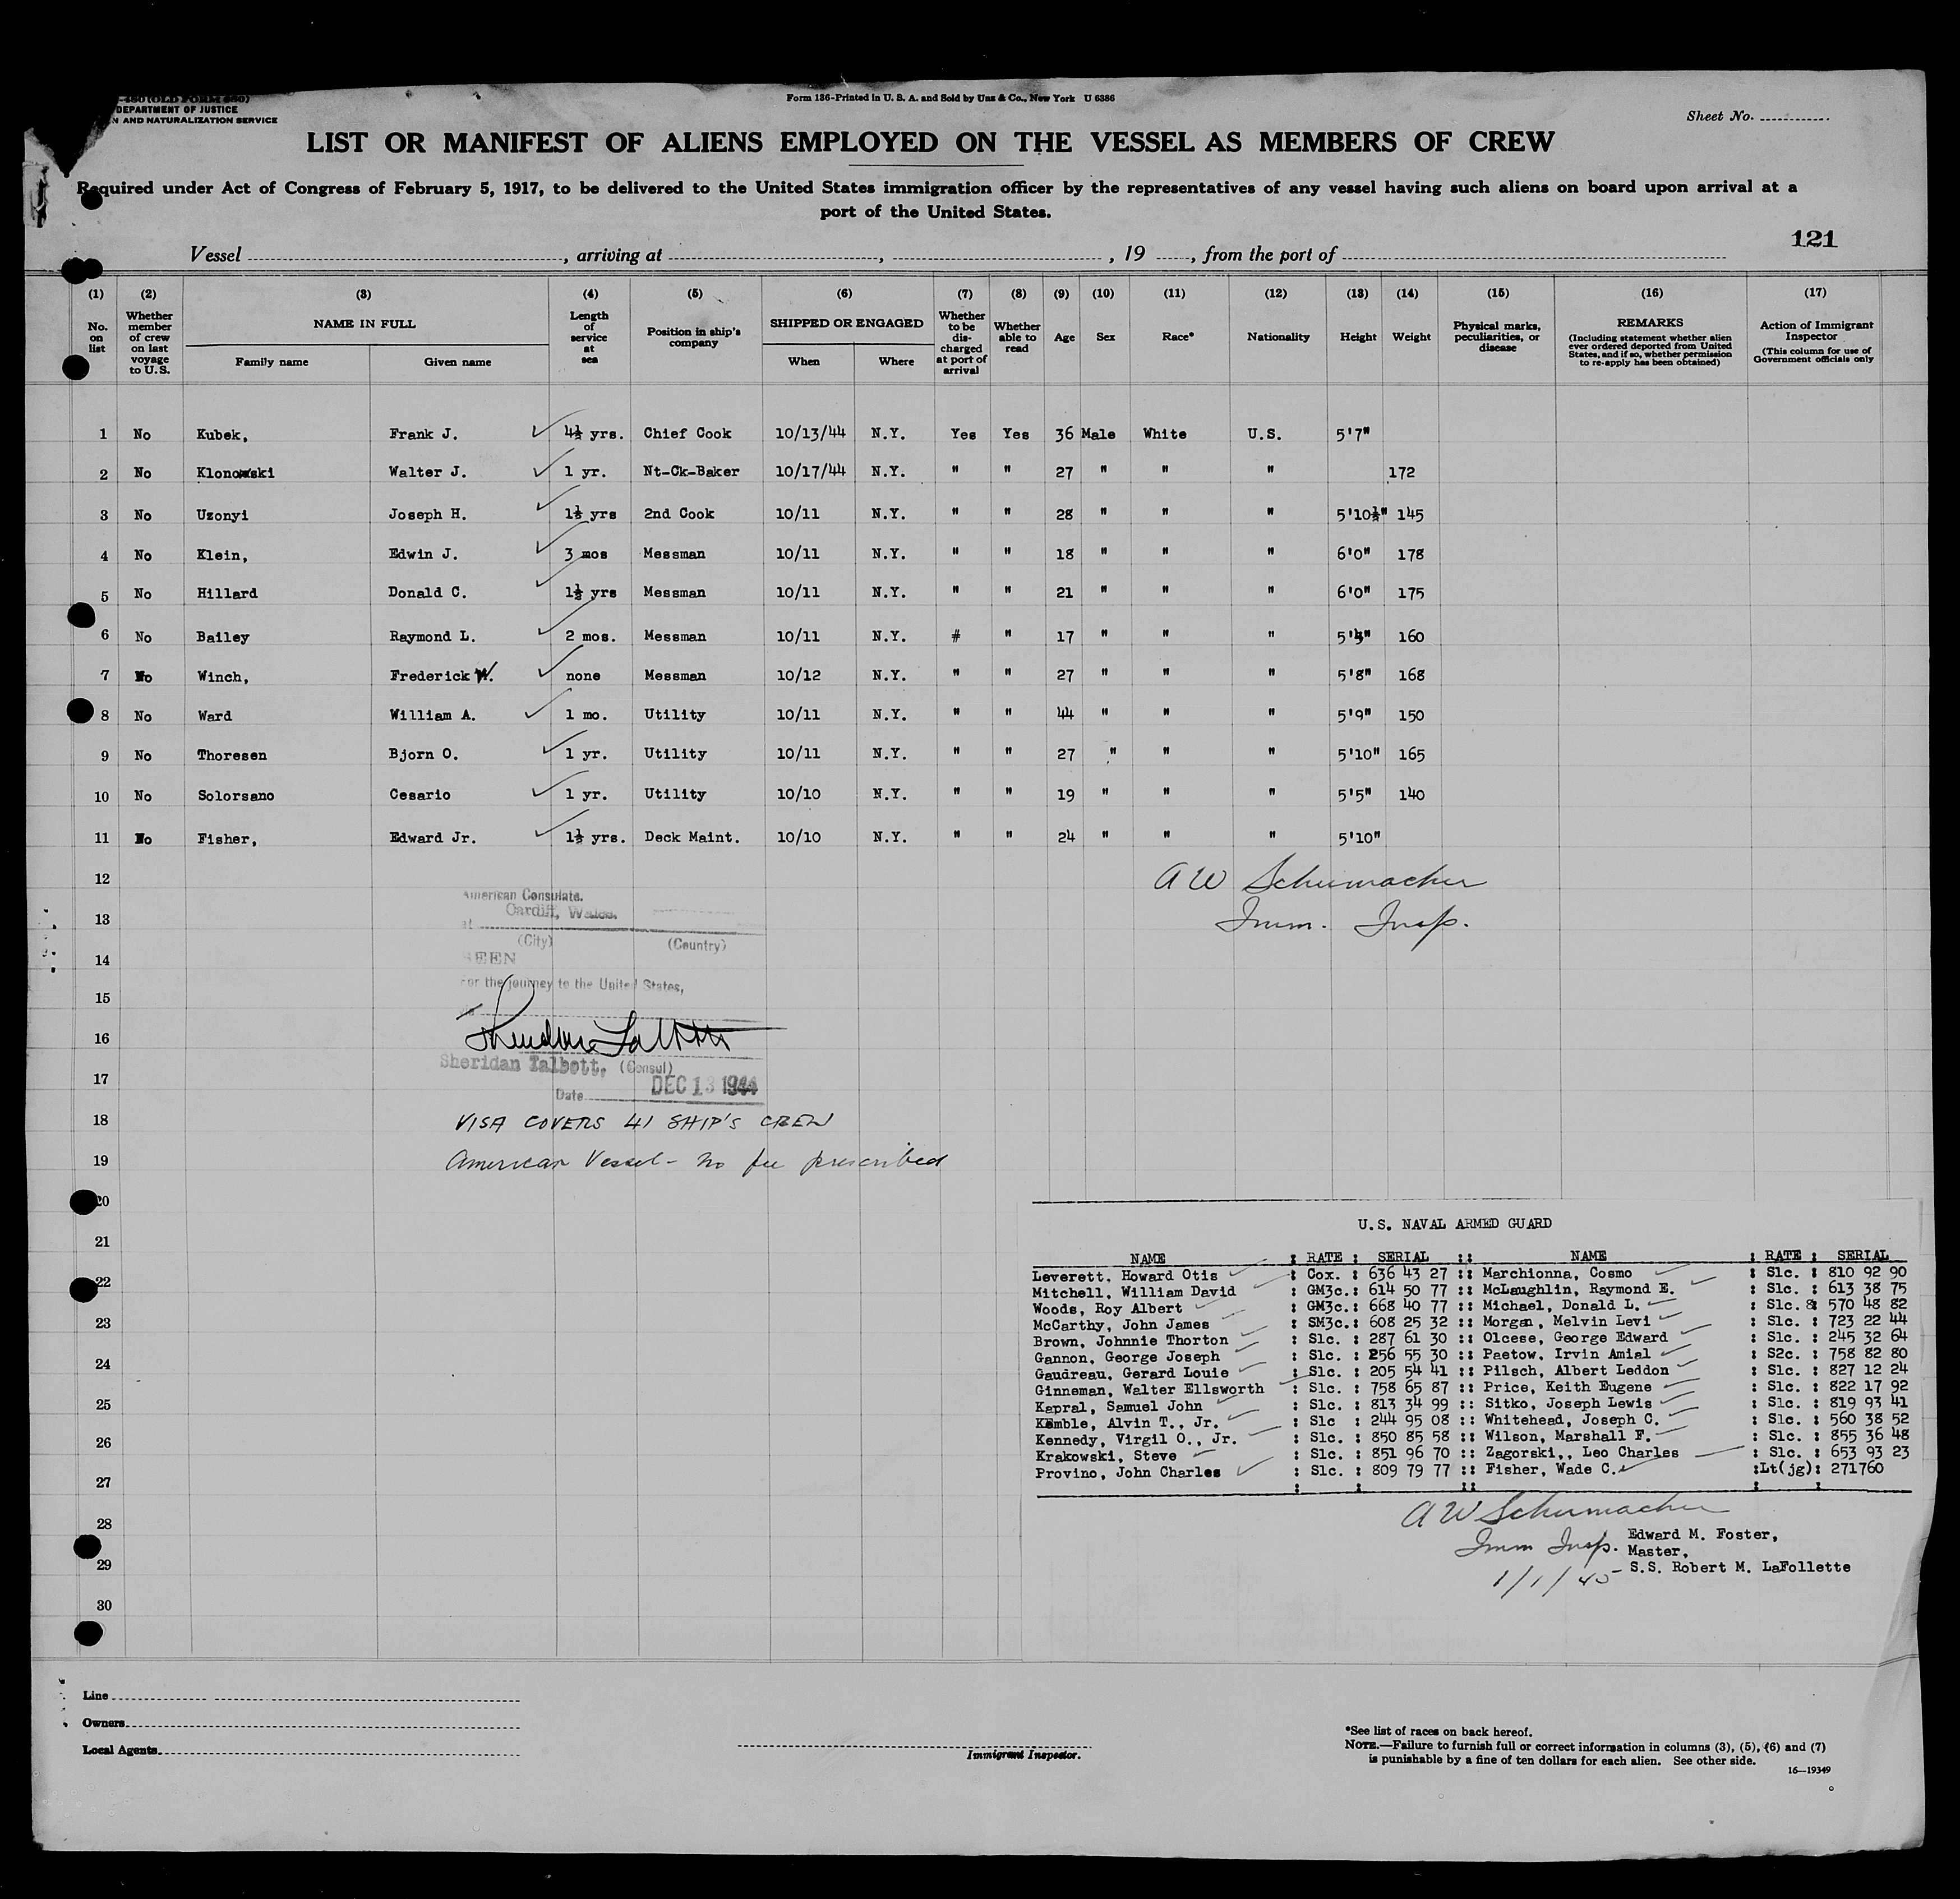 -480 (OLD FORM 680)
DEPARTMENT OF JUSTICE
N AND NATURALIZATION SERVICE
Form 136-Printed in U. S. A. and Sold by Unz & Co., New York U 6386
Sheet No.
LIST OR MANIFEST OF ALIENS EMPLOYED ON THE VESSEL AS MEMBERS OF CREW
Required under Act of Congress of February 5, 1917, to be delivered to the United States immigration officer by the representatives of any vessel having such aliens on board upon arrival at a
port of the United States.
121
Vessel , arriving at , , 19 , from the port of
(1) (2) (3) (4) (5) (6) (7) (8) (9) (10) (11) (12) (13) (14) (15) (16) (17)
No. on list
Whether member of crew on last voyage to U.S.
NAME IN FULL
Family name Given name
Length of service at sea
Position in ship's company
SHIPPED OR ENGAGED
When Where
Whether to be discharged at port of arrival
Whether able to read
Age Sex Race* Nationality Height Weight
Physical marks, peculiarities, or disease
REMARKS
(Including statement whether alien ever ordered deported from United States, and if so, whether permission to re-apply has been obtained)
Action of Immigrant Inspector
(This column for use of Government officials only
1 No Kubek, Frank J. 4½ yrs. Chief Cook 10/13/44 N.Y. Yes Yes 36 Male White U.S. 5'7"
2 No Klonowski Walter J. 1 yr. Nt-Ck-Baker 10/17/44 N.Y. " " 27 " " " 172
3 No Uzonyi Joseph H. 1½ yrs 2nd Cook 10/11 N.Y. " " 28 " " " 5'10½" 145
4 No Klein, Edwin J. 3 mos Messman 10/11 N.Y. " " 18 " " " 6'0" 178
5 No Hillard Donald C. 1½ yrs Messman 10/11 N.Y. " " 21 " " " 6'0" 175
6 No Bailey Raymond L. 2 mos. Messman 10/11 N.Y. " " 17 " " " 160
7 No Winch, Frederick W. none Messman 10/12 N.Y. " " 27 " " " 5'8" 168
8 No Ward William A. 1 mo. Utility 10/11 N.Y. " " 44 " " " 5'9" 150
9 No Thoresen Bjorn O. 1 yr. Utility 10/11 N.Y. " " 27 " " " 5'10" 165
10 No Solorsano Cesario 1 yr. Utility 10/10 N.Y. " " 19 " " " 5'5" 140
11 No Fisher, Edward Jr. 1½ yrs. Deck Maint. 10/10 N.Y. " " 24 " " " 5'10"
12
A W Schumacher
American Consulate.
13
Cardiff, Wales.
Imm. Insp.
at
(City) (Country)
14
SEEN
For the journey to the United States,
15
16
Sheridan Talbott
Sheridan Talbott, (Consul)
17
Date DEC 13 1944
18
VISA COVERS 41 SHIP'S CREW
19
American Vessel - no fee prescribed
20
21
22
23
24
25
26
27
28
29
30
U.S. NAVAL ARMED GUARD
NAME : RATE : SERIAL :: NAME : RATE : SERIAL
Leverett, Howard Otis : Cox. : 636 43 27 :: Marchionna, Cosmo : S1c. : 810 92 90
Mitchell, William David : GM3c. : 614 50 77 :: McLaughlin, Raymond E. : S1c. : 613 38 75
Woods, Roy Albert : GM3c. : 668 40 77 :: Michael, Donald L. : S1c. : 570 48 82
McCarthy, John James : SM3c. : 608 25 32 :: Morgan, Melvin Levi : S1c. : 723 22 44
Brown, Johnnie Thorton : S1c. : 287 61 30 :: Olcese, George Edward : S1c. : 245 32 64
Gannon, George Joseph : S1c. : 256 55 30 :: Paetow, Irvin Amial : S2c. : 758 82 80
Gaudreau, Gerard Louie : S1c. : 205 54 41 :: Pilsch, Albert Leddon : S1c. : 827 12 24
Ginneman, Walter Ellsworth : S1c. : 758 65 87 :: Price, Keith Eugene : S1c. : 822 17 92
Kapral, Samuel John : S1c. : 813 34 99 :: Sitko, Joseph Lewis : S1c. : 819 93 41
Kemble, Alvin T., Jr. : S1c : 244 95 08 :: Whitehead, Joseph C. : S1c. : 560 38 52
Kennedy, Virgil O., Jr. : S1c. : 850 85 58 :: Wilson, Marshall F. : S1c. : 855 36 48
Krakowski, Steve : S1c. : 851 96 70 :: Zagorski,, Leo Charles : S1c. : 653 93 23
Provino, John Charles : S1c. : 809 79 77 :: Fisher, Wade C. :Lt(jg): 271760
A W Schumacher
Imm Insp.
1/1/45
Edward M. Foster,
Master,
S.S. Robert M. LaFollette
Line
Owners
Local Agents
Immigrant Inspector.
*See list of races on back hereof.
NOTE.—Failure to furnish full or correct information in columns (3), (5), (6) and (7)
is punishable by a fine of ten dollars for each alien. See other side.
16—19349